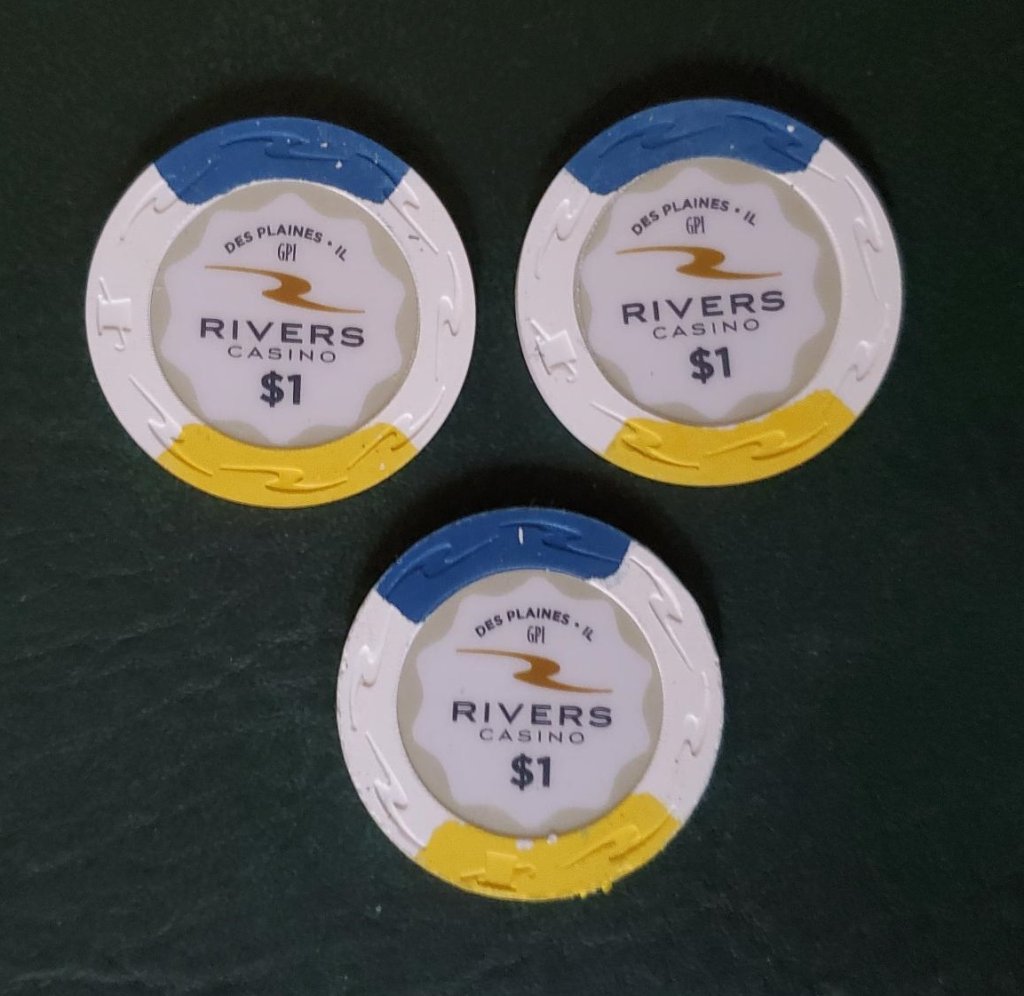 DES PLAINES • IL
GPI
RIVERS
CASINO
$1
DES PLAINES • IL
GPI
RIVERS
CASINO
$1
DES PLAINES • IL
GPI
RIVERS
CASINO
$1